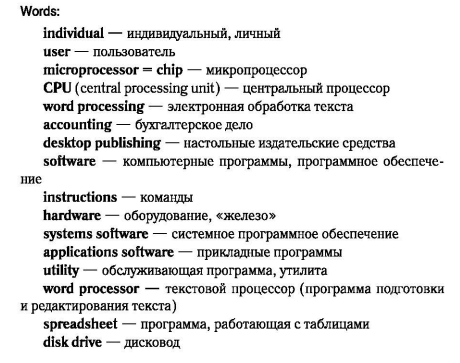 Words:
individual — индивидуальный, личный
user — пользователь
microprocessor = chip — микропроцессор
CPU (central processing unit) — центральный процессор
word processing — электронная обработка текста
accounting — бухгалтерское дело
desktop publishing — настольные издательские средства
software — компьютерные программы, программное обеспече-
ние
instructions — команды
hardware — оборудование, «железо»
systems software — системное программное обеспечение
applications software — прикладные программы
utility — обслуживающая программа, утилита
word processor — текстовой процессор (программа подготовки
и редактирования текста)
spreadsheet — программа, работающая с таблицами
disk drive — дисковод